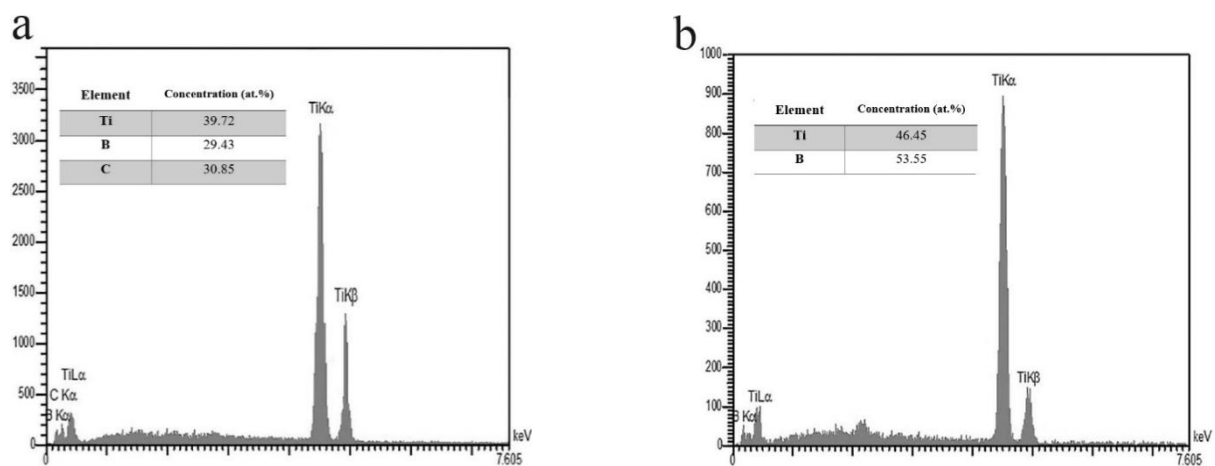 a
3500
3000
2500
2000
1500
1000
500
0
Element Concentration (at.%)
Ti 39.72
B 29.43
C 30.85
TiKα
TiKβ
TiLα
C Kα
B Kα
0
7.605
keV
b
1000
900
800
700
600
500
400
300
200
100
0
Element Concentration (at.%)
Ti 46.45
B 53.55
TiKα
TiKβ
TiLα
B Kα
0
7.605
keV